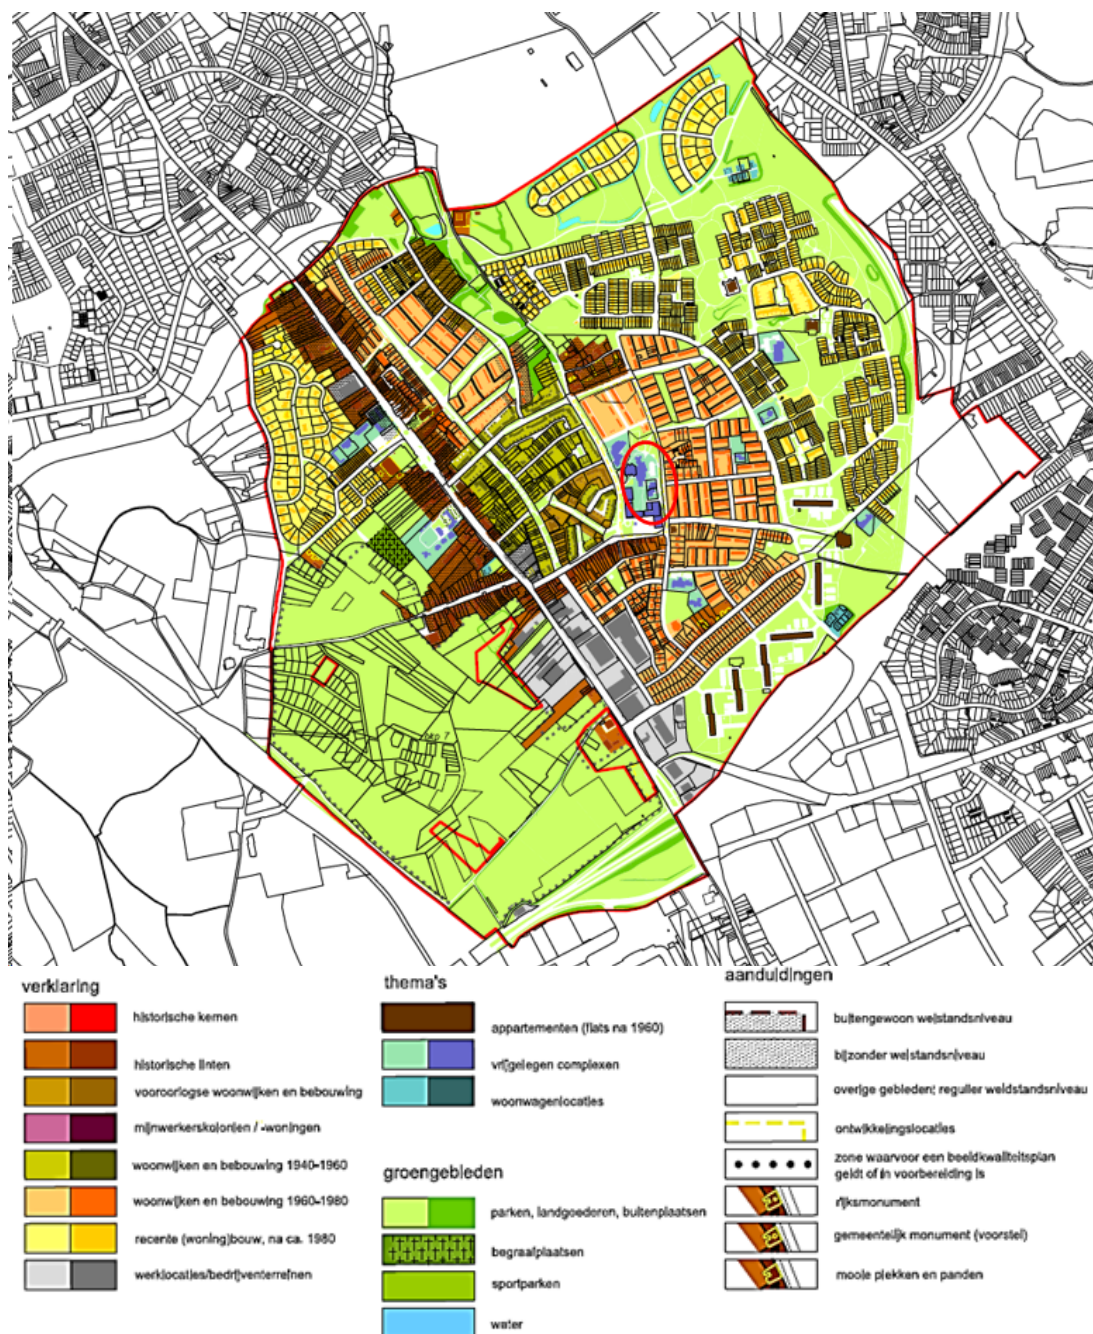 verklaring
historische kernen
historische linten
vooroorlogse woonwijken en bebouwing
mijnwerkerskolonien / -woningen
woonwijken en bebouwing 1940-1960
woonwijken en bebouwing 1960-1980
recente (woning)bouw, na ca. 1980
werklocaties/bedrijventerreinen
thema's
appartementen (flats na 1960)
vrijgelegen complexen
woonwagenlocaties
groengebieden
parken, landgoederen, buitenplaatsen
begraafplaatsen
sportparken
water
aanduidingen
buitengewoon welstandsniveau
bijzonder welstandsniveau
overige gebieden; regulier welstandsniveau
ontwikkelingslocaties
zone waarvoor een beeldkwaliteitsplan
geldt of in voorbereiding is
rijksmonument
gemeentelijk monument (voorstel)
mooie plekken en panden